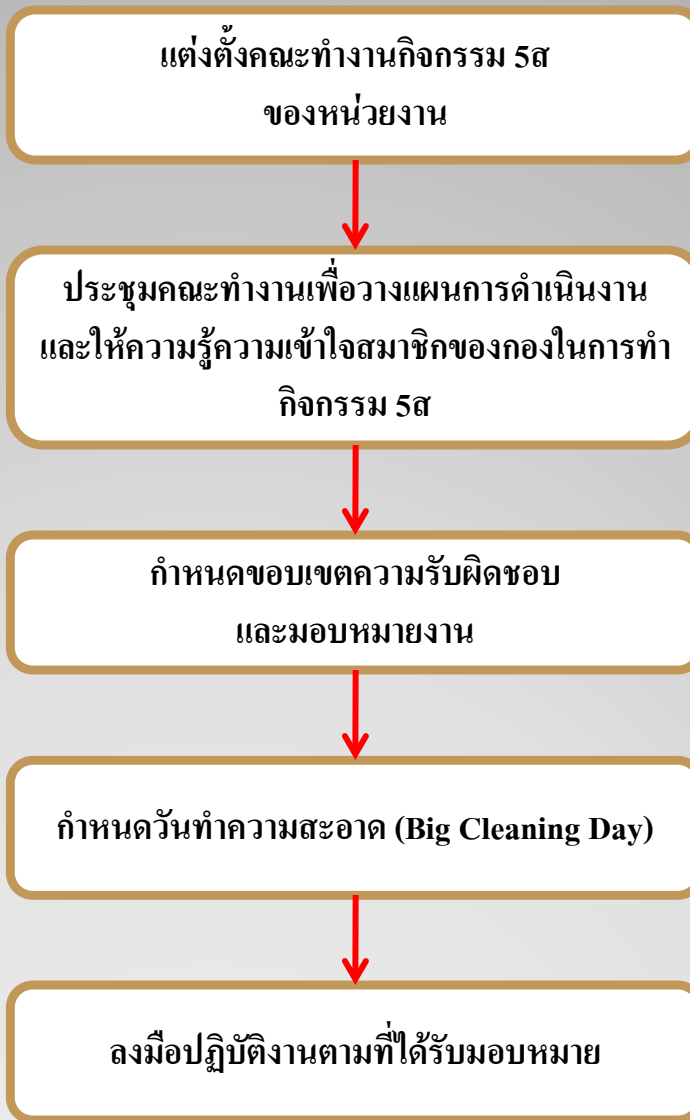 แต่งตั้งคณะทำงานกิจกรรม 5ส
ของหน่วยงาน
ประชุมคณะทำงานเพื่อวางแผนการดำเนินงาน
และให้ความรู้ความเข้าใจสมาชิกของกองในการทำ
กิจกรรม 5ส
กำหนดขอบเขตความรับผิดชอบ
และมอบหมายงาน
กำหนดวันทำความสะอาด (Big Cleaning Day)
ลงมือปฏิบัติงานตามที่ได้รับมอบหมาย